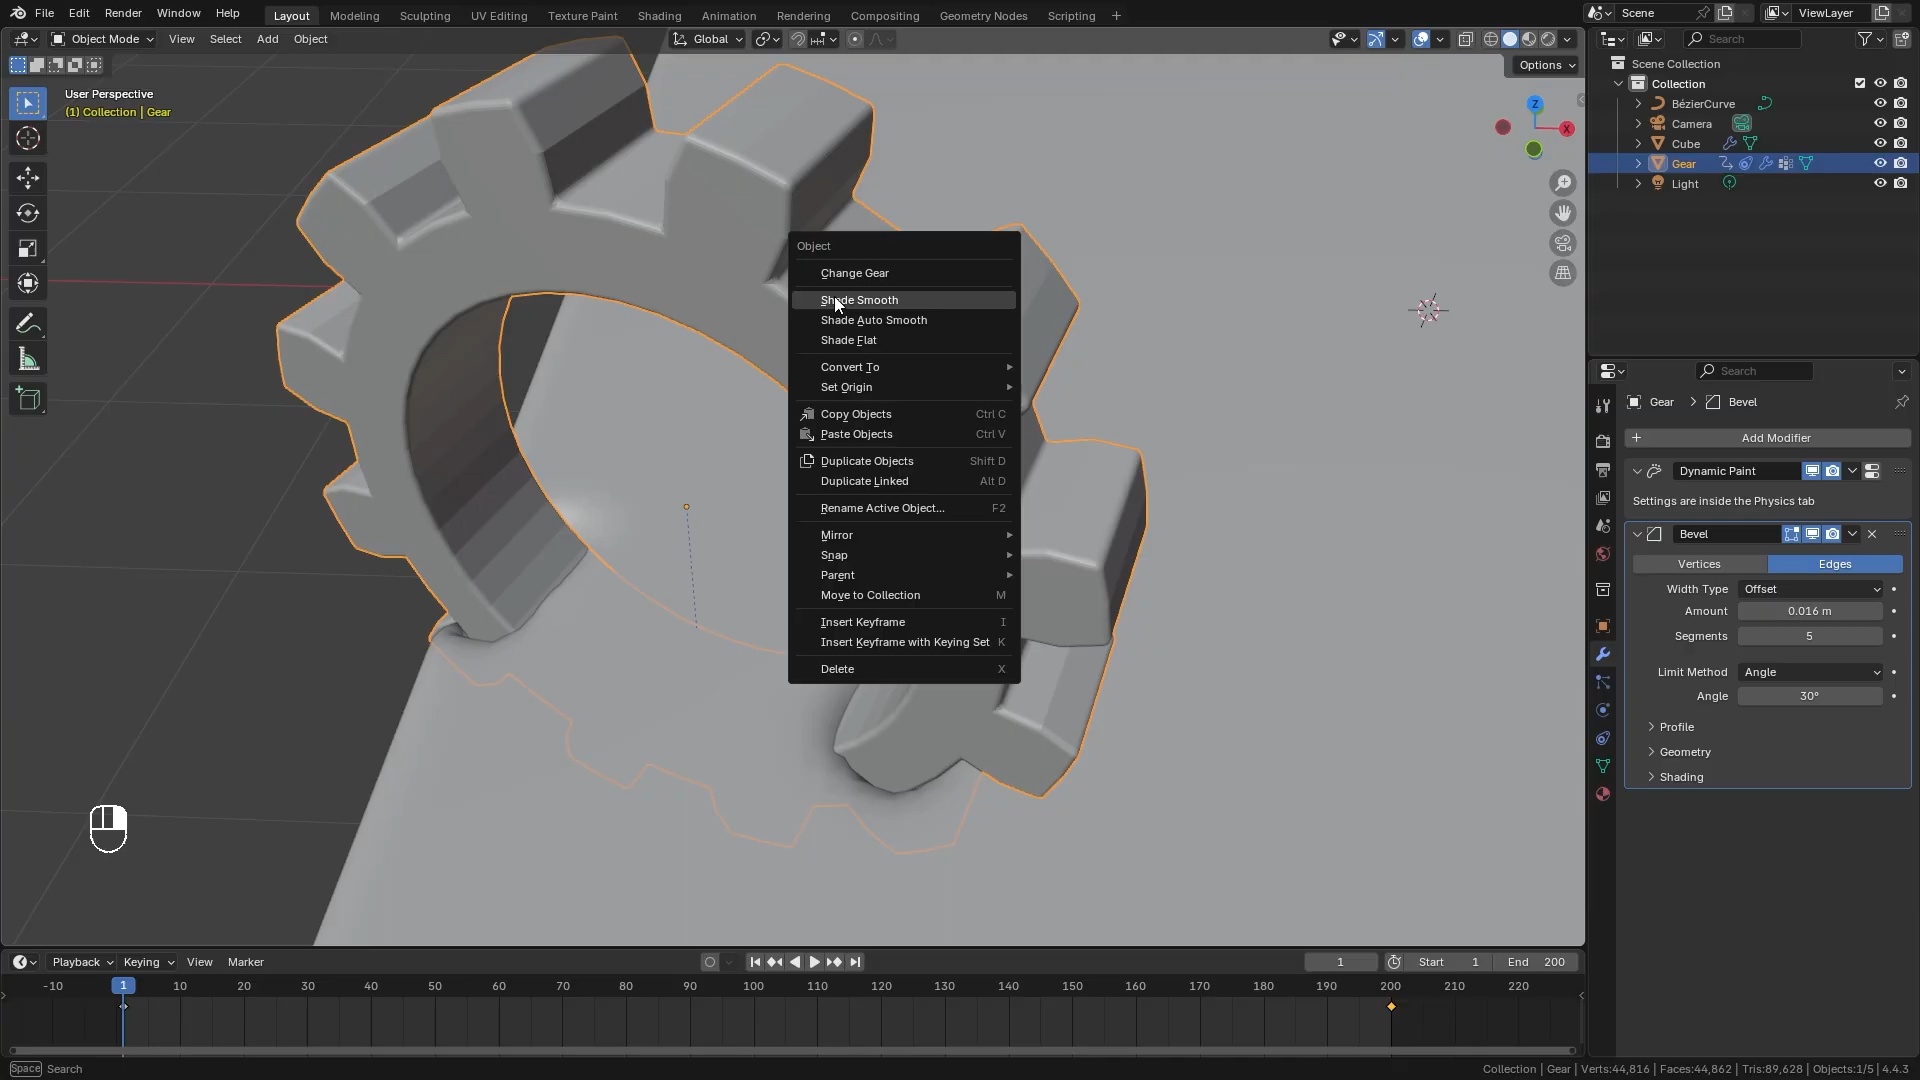 File Edit Render Window Help Layout Modeling Sculpting UV Editing Texture Paint Shading Animation Rendering Compositing Geometry Nodes Scripting + Scene ViewLayer
Object Mode View Select Add Object Global Search
Options
User Perspective
(1) Collection | Gear
Z
X
Scene Collection
Collection
BézierCurve
Camera
Cube
Gear
Light
Object
Change Gear
Shade Smooth
Shade Auto Smooth
Shade Flat
Convert To
Set Origin
Copy Objects Ctrl C
Paste Objects Ctrl V
Duplicate Objects Shift D
Duplicate Linked Alt D
Rename Active Object... F2
Mirror
Snap
Parent
Move to Collection M
Insert Keyframe I
Insert Keyframe with Keying Set K
Delete X
Search
Gear > Bevel
+ Add Modifier
Dynamic Paint
Settings are inside the Physics tab
Bevel
Vertices Edges
Width Type Offset
Amount 0.016 m
Segments 5
Limit Method Angle
Angle 30°
Profile
Geometry
Shading
Playback Keying View Marker 1 Start 1 End 200
-10 1 10 20 30 40 50 60 70 80 90 100 110 120 130 140 150 160 170 180 190 200 210 220
Space Search Collection | Gear | Verts:44,816 | Faces:44,862 | Tris:89,628 | Objects:1/5 | 4.4.3